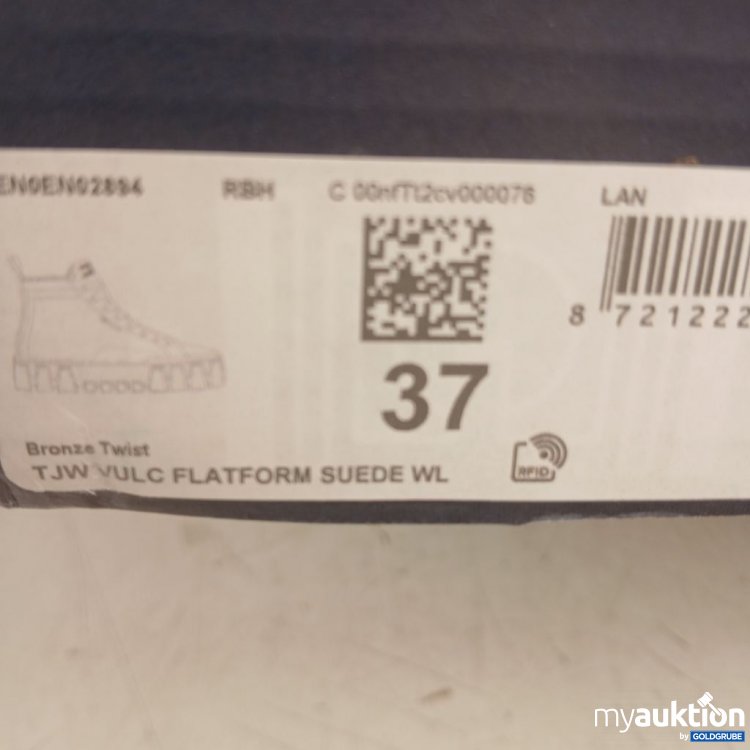 EN0EN02894 RBH C 00nfTt2cv000076 LAN
8 721222
37
Bronze Twist
TJW VULC FLATFORM SUEDE WL
RFID
myauktion
by GOLDGRUBE